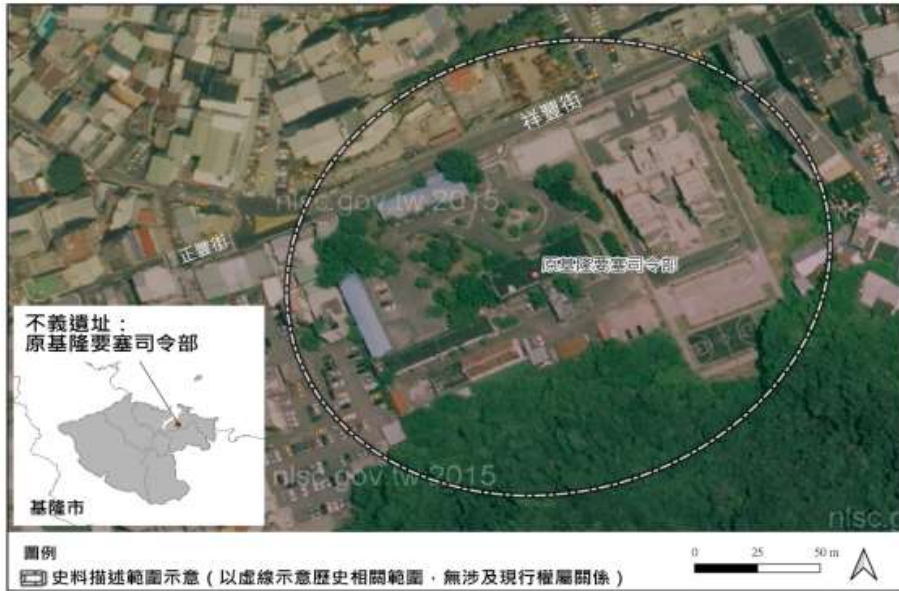 祥豐街
nlsc.gov.tw 2015
正豐街
原基隆要塞司令部
不義遺址：
原基隆要塞司令部
基隆市
nlsc.gov.tw 2015
nlsc.g
圖例
史料描述範圍示意（以虛線示意歷史相關範圍，無涉及現行權屬關係）
0 25 50 m